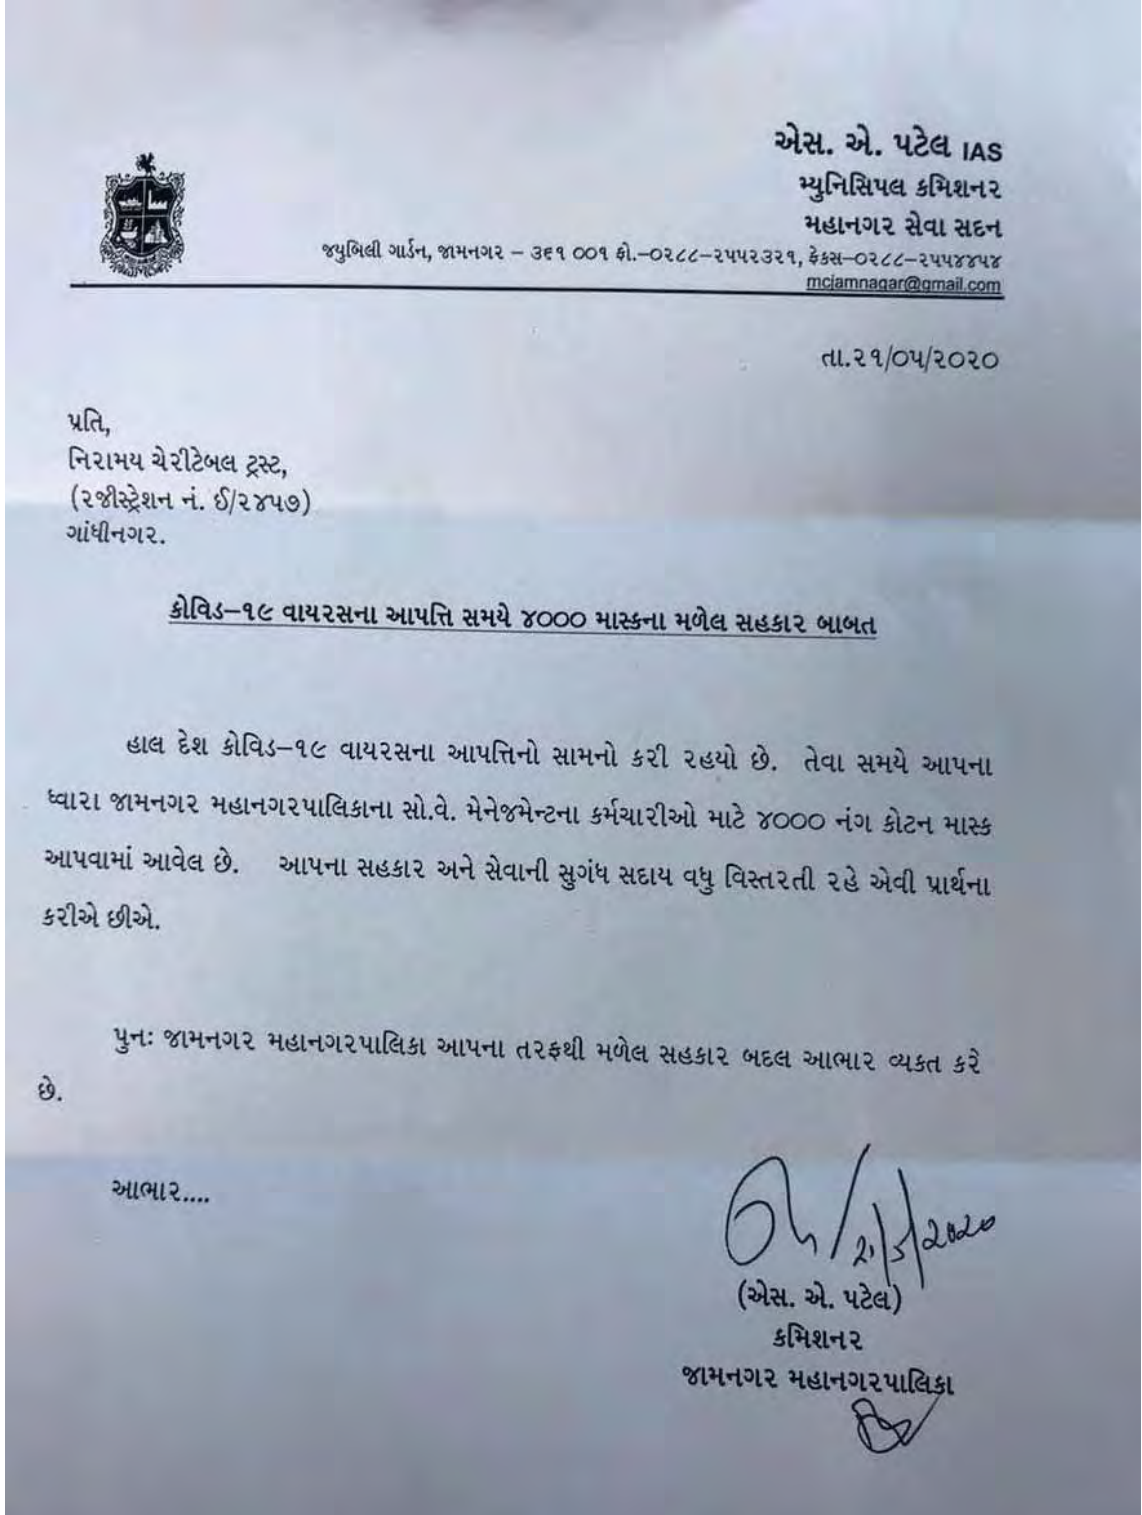 એસ. એ. પટેલ IAS
મ્યુનિસિપલ કમિશનર
મહાનગર સેવા સદન
જ્યુબિલી ગાર્ડન, જામનગર – ૩૬૧ ૦૦૧ ફો.–૦૨૮૮–૨૫૫૨૩૨૧, ફેકસ–૦૨૮૮–૨૫૫૪૪૫૪
mcjamnagar@gmail.com
તા.૨૧/૦૫/૨૦૨૦
પ્રતિ,
નિરામય ચેરીટેબલ ટ્રસ્ટ,
(રજીસ્ટ્રેશન નં. ઈ/૨૪૫૭)
ગાંધીનગર.
કોવિડ–૧૯ વાયરસના આપત્તિ સમયે ૪૦૦૦ માસ્કના મળેલ સહકાર બાબત
હાલ દેશ કોવિડ–૧૯ વાયરસના આપત્તિનો સામનો કરી રહયો છે. તેવા સમયે આપના
ધ્વારા જામનગર મહાનગરપાલિકાના સો.વે. મેનેજમેન્ટના કર્મચારીઓ માટે ૪૦૦૦ નંગ કોટન માસ્ક
આપવામાં આવેલ છે. આપના સહકાર અને સેવાની સુગંધ સદાય વધુ વિસ્તરતી રહે એવી પ્રાર્થના
કરીએ છીએ.
પુનઃ જામનગર મહાનગરપાલિકા આપના તરફથી મળેલ સહકાર બદલ આભાર વ્યકત કરે
છે.
આભાર....
૨૧/૫/૨૦૨૦
(એસ. એ. પટેલ)
કમિશનર
જામનગર મહાનગરપાલિકા